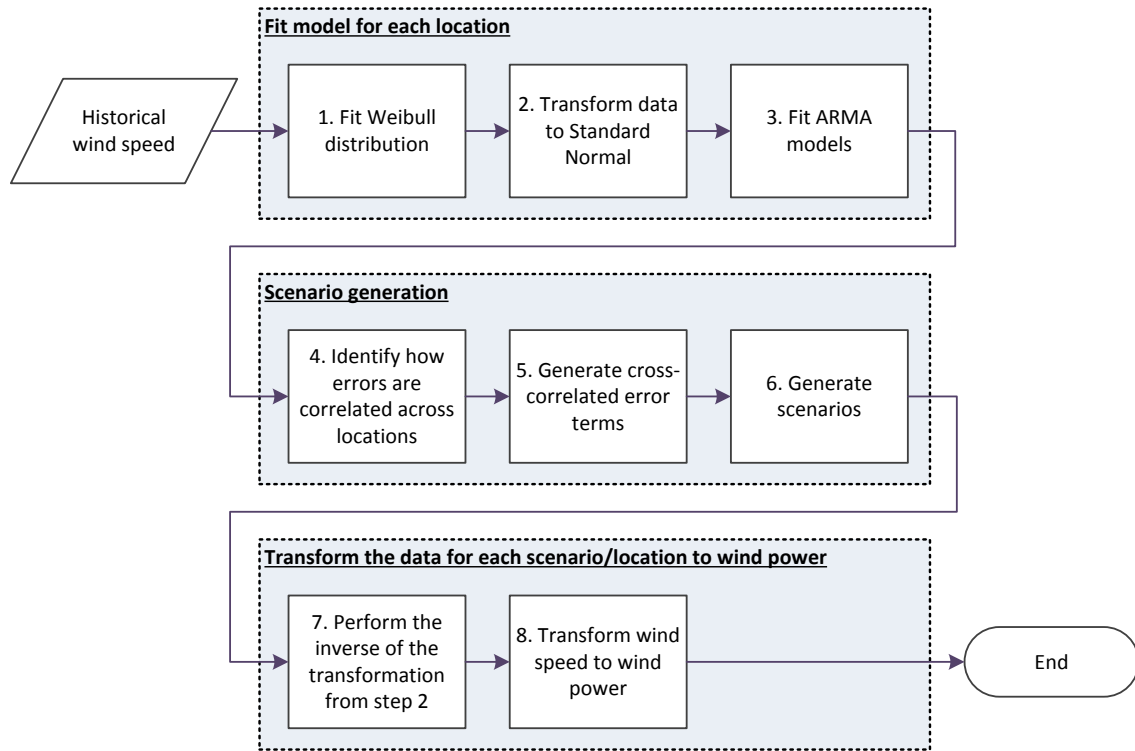 Fit model for each location
Historical
wind speed
1. Fit Weibull
distribution
2. Transform data
to Standard
Normal
3. Fit ARMA
models
Scenario generation
4. Identify how
errors are
correlated across
locations
5. Generate cross-
correlated error
terms
6. Generate
scenarios
Transform the data for each scenario/location to wind power
7. Perform the
inverse of the
transformation
from step 2
8. Transform wind
speed to wind
power
End